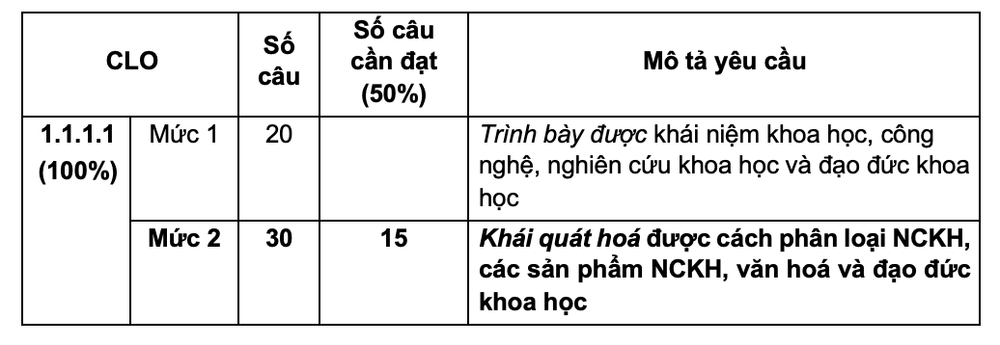 CLO
Số
câu
Số câu
cần đạt
(50%)
Mô tả yêu cầu
1.1.1.1
(100%)
Mức 1
20
Trình bày được khái niệm khoa học, công
nghệ, nghiên cứu khoa học và đạo đức khoa
học
Mức 2
30
15
Khái quát hoá được cách phân loại NCKH,
các sản phẩm NCKH, văn hoá và đạo đức
khoa học